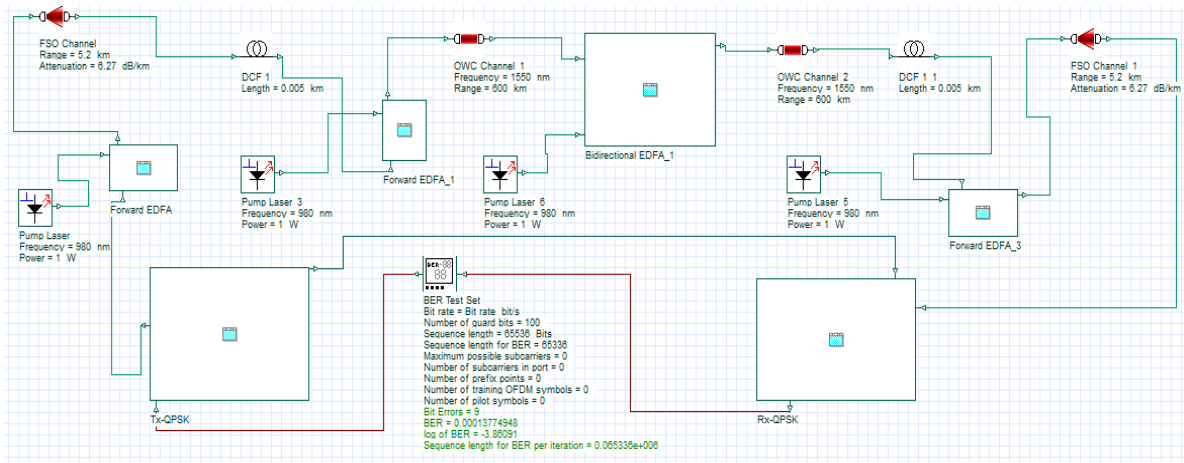 FSO Channel
Range = 5.2 km
Attenuation = 6.27 dB/km
DCF 1
Length = 0.005 km
OWC Channel 1
Frequency = 1550 nm
Range = 600 km
OWC Channel 2
Frequency = 1550 nm
Range = 600 km
DCF 1 1
Length = 0.005 km
FSO Channel 1
Range = 5.2 km
Attenuation = 6.27 dB/km
Bidirectional EDFA_1
Forward EDFA_1
Forward EDFA
Pump Laser
Frequency = 980 nm
Power = 1 W
Pump Laser 3
Frequency = 980 nm
Power = 1 W
Pump Laser 6
Frequency = 980 nm
Power = 1 W
Pump Laser 5
Frequency = 980 nm
Power = 1 W
Forward EDFA_3
BER Test Set
Bit rate = Bit rate bit/s
Number of guard bits = 100
Sequence length = 65536 Bits
Sequence length for BER = 65336
Maximum possible subcarriers = 0
Number of subcarriers in port = 0
Number of prefix points = 0
Number of training OFDM symbols = 0
Number of pilot symbols = 0
Bit Errors = 9
BER = 0.00013774948
log of BER = -3.86091
Sequence length for BER per iteration = 0.065336e+006
Tx-QPSK
Rx-QPSK